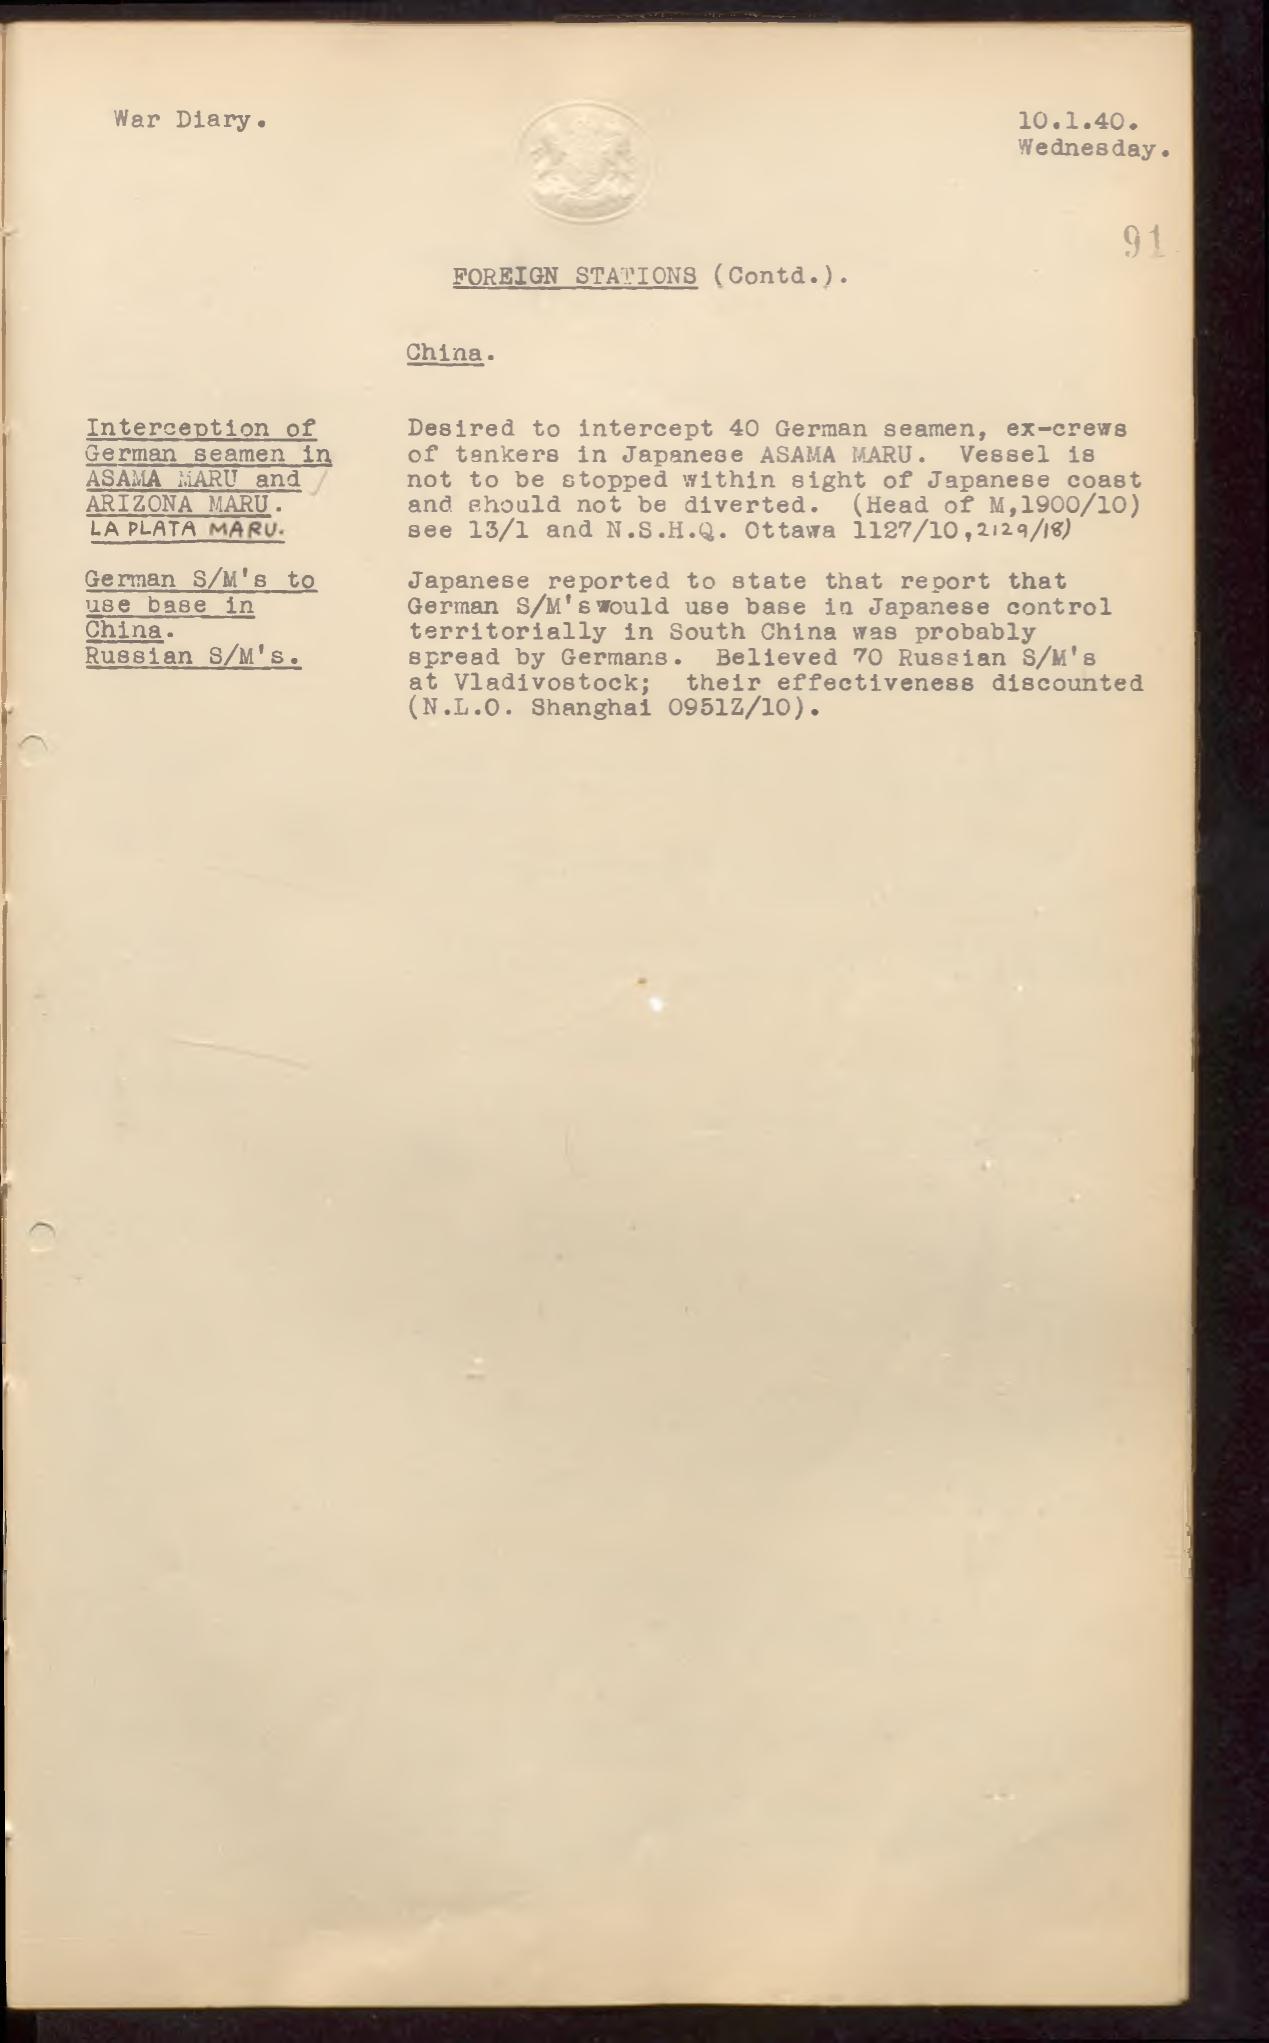 War Diary.
10.1.40.
Wednesday.
91
FOREIGN STATIONS (Contd.).
China.
Interception of
German seamen in
ASAMA MARU and
ARIZONA MARU.
LA PLATA MARU.
Desired to intercept 40 German seamen, ex-crews
of tankers in Japanese ASAMA MARU. Vessel is
not to be stopped within sight of Japanese coast
and should not be diverted. (Head of M,1900/10)
see 13/1 and N.S.H.Q. Ottawa 1127/10,2129/18)
German S/M's to
use base in
China.
Russian S/M's.
Japanese reported to state that report that
German S/M's would use base in Japanese control
territorially in South China was probably
spread by Germans. Believed 70 Russian S/M's
at Vladivostock; their effectiveness discounted
(N.L.O. Shanghai 0951Z/10).